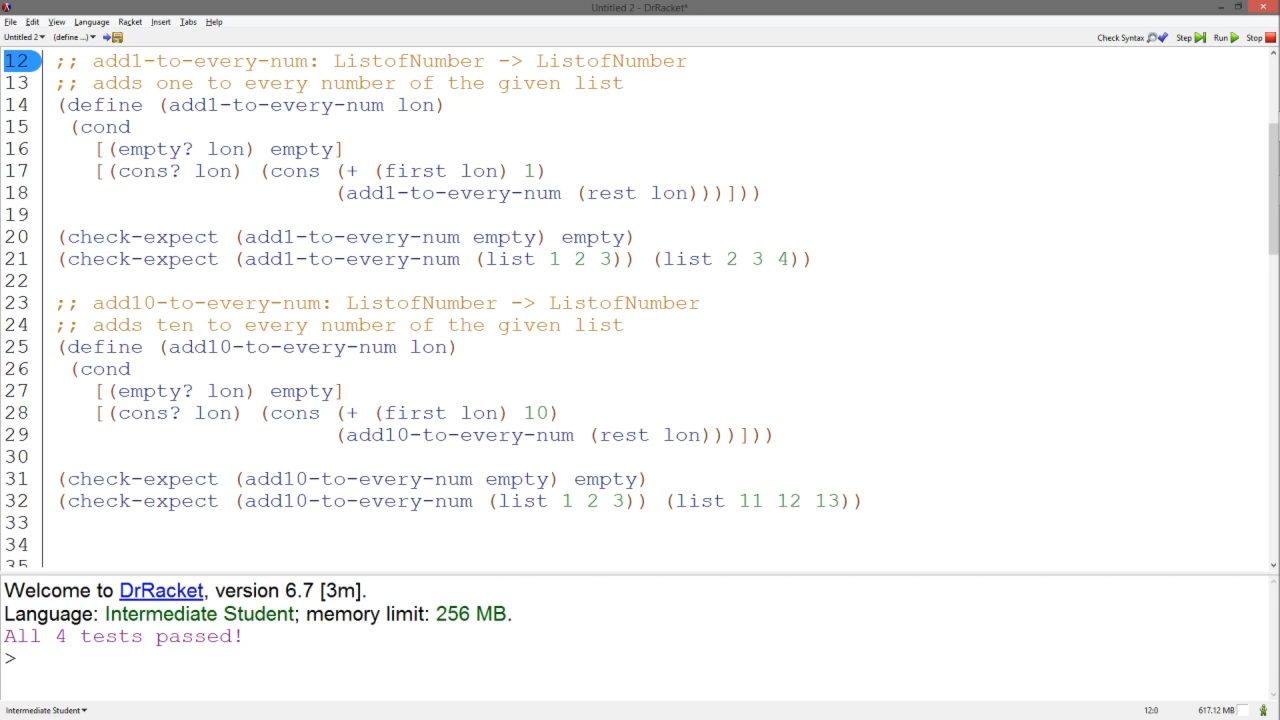 Untitled 2 - DrRacket*
File Edit View Language Racket Insert Tabs Help
Untitled 2▼ (define ...)▼ Check Syntax Step Run Stop
12 ;; add1-to-every-num: ListofNumber -> ListofNumber
13 ;; adds one to every number of the given list
14 (define (add1-to-every-num lon)
15 (cond
16 [(empty? lon) empty]
17 [(cons? lon) (cons (+ (first lon) 1)
18 (add1-to-every-num (rest lon)))]))
19
20 (check-expect (add1-to-every-num empty) empty)
21 (check-expect (add1-to-every-num (list 1 2 3)) (list 2 3 4))
22
23 ;; add10-to-every-num: ListofNumber -> ListofNumber
24 ;; adds ten to every number of the given list
25 (define (add10-to-every-num lon)
26 (cond
27 [(empty? lon) empty]
28 [(cons? lon) (cons (+ (first lon) 10)
29 (add10-to-every-num (rest lon)))]))
30
31 (check-expect (add10-to-every-num empty) empty)
32 (check-expect (add10-to-every-num (list 1 2 3)) (list 11 12 13))
33
34
35
Welcome to DrRacket, version 6.7 [3m].
Language: Intermediate Student; memory limit: 256 MB.
All 4 tests passed!
>
Intermediate Student▼ 12:0 617.12 MB